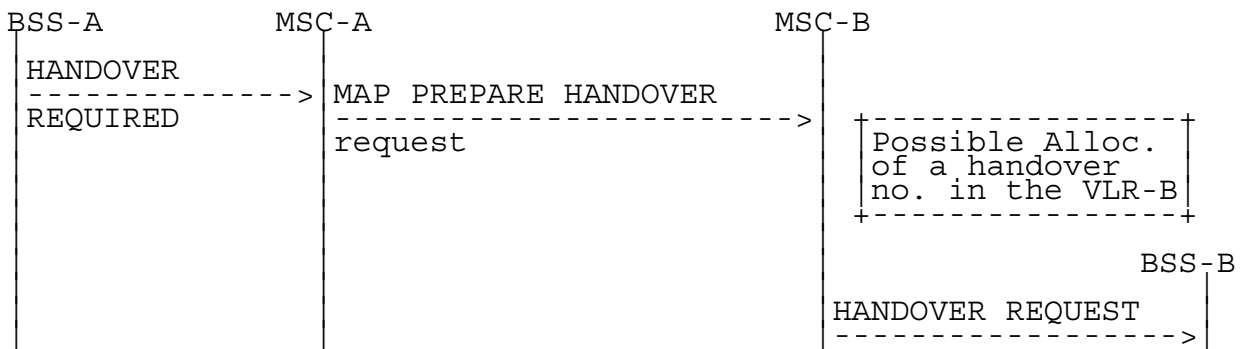 BSS-A MSC-A MSC-B
HANDOVER
REQUIRED
MAP PREPARE HANDOVER
request
Possible Alloc.
of a handover
no. in the VLR-B
BSS-B
HANDOVER REQUEST